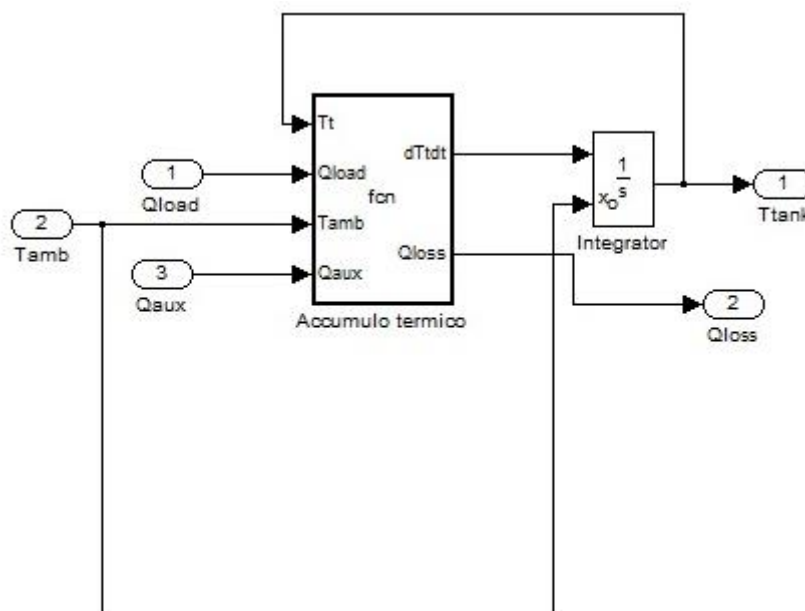 Tt
Qload
fcn
Tamb
Qaux
dTtdt
Qloss
Accumulo termico
1
Qload
2
Tamb
3
Qaux
1
s
xo
Integrator
1
Ttank
2
Qloss